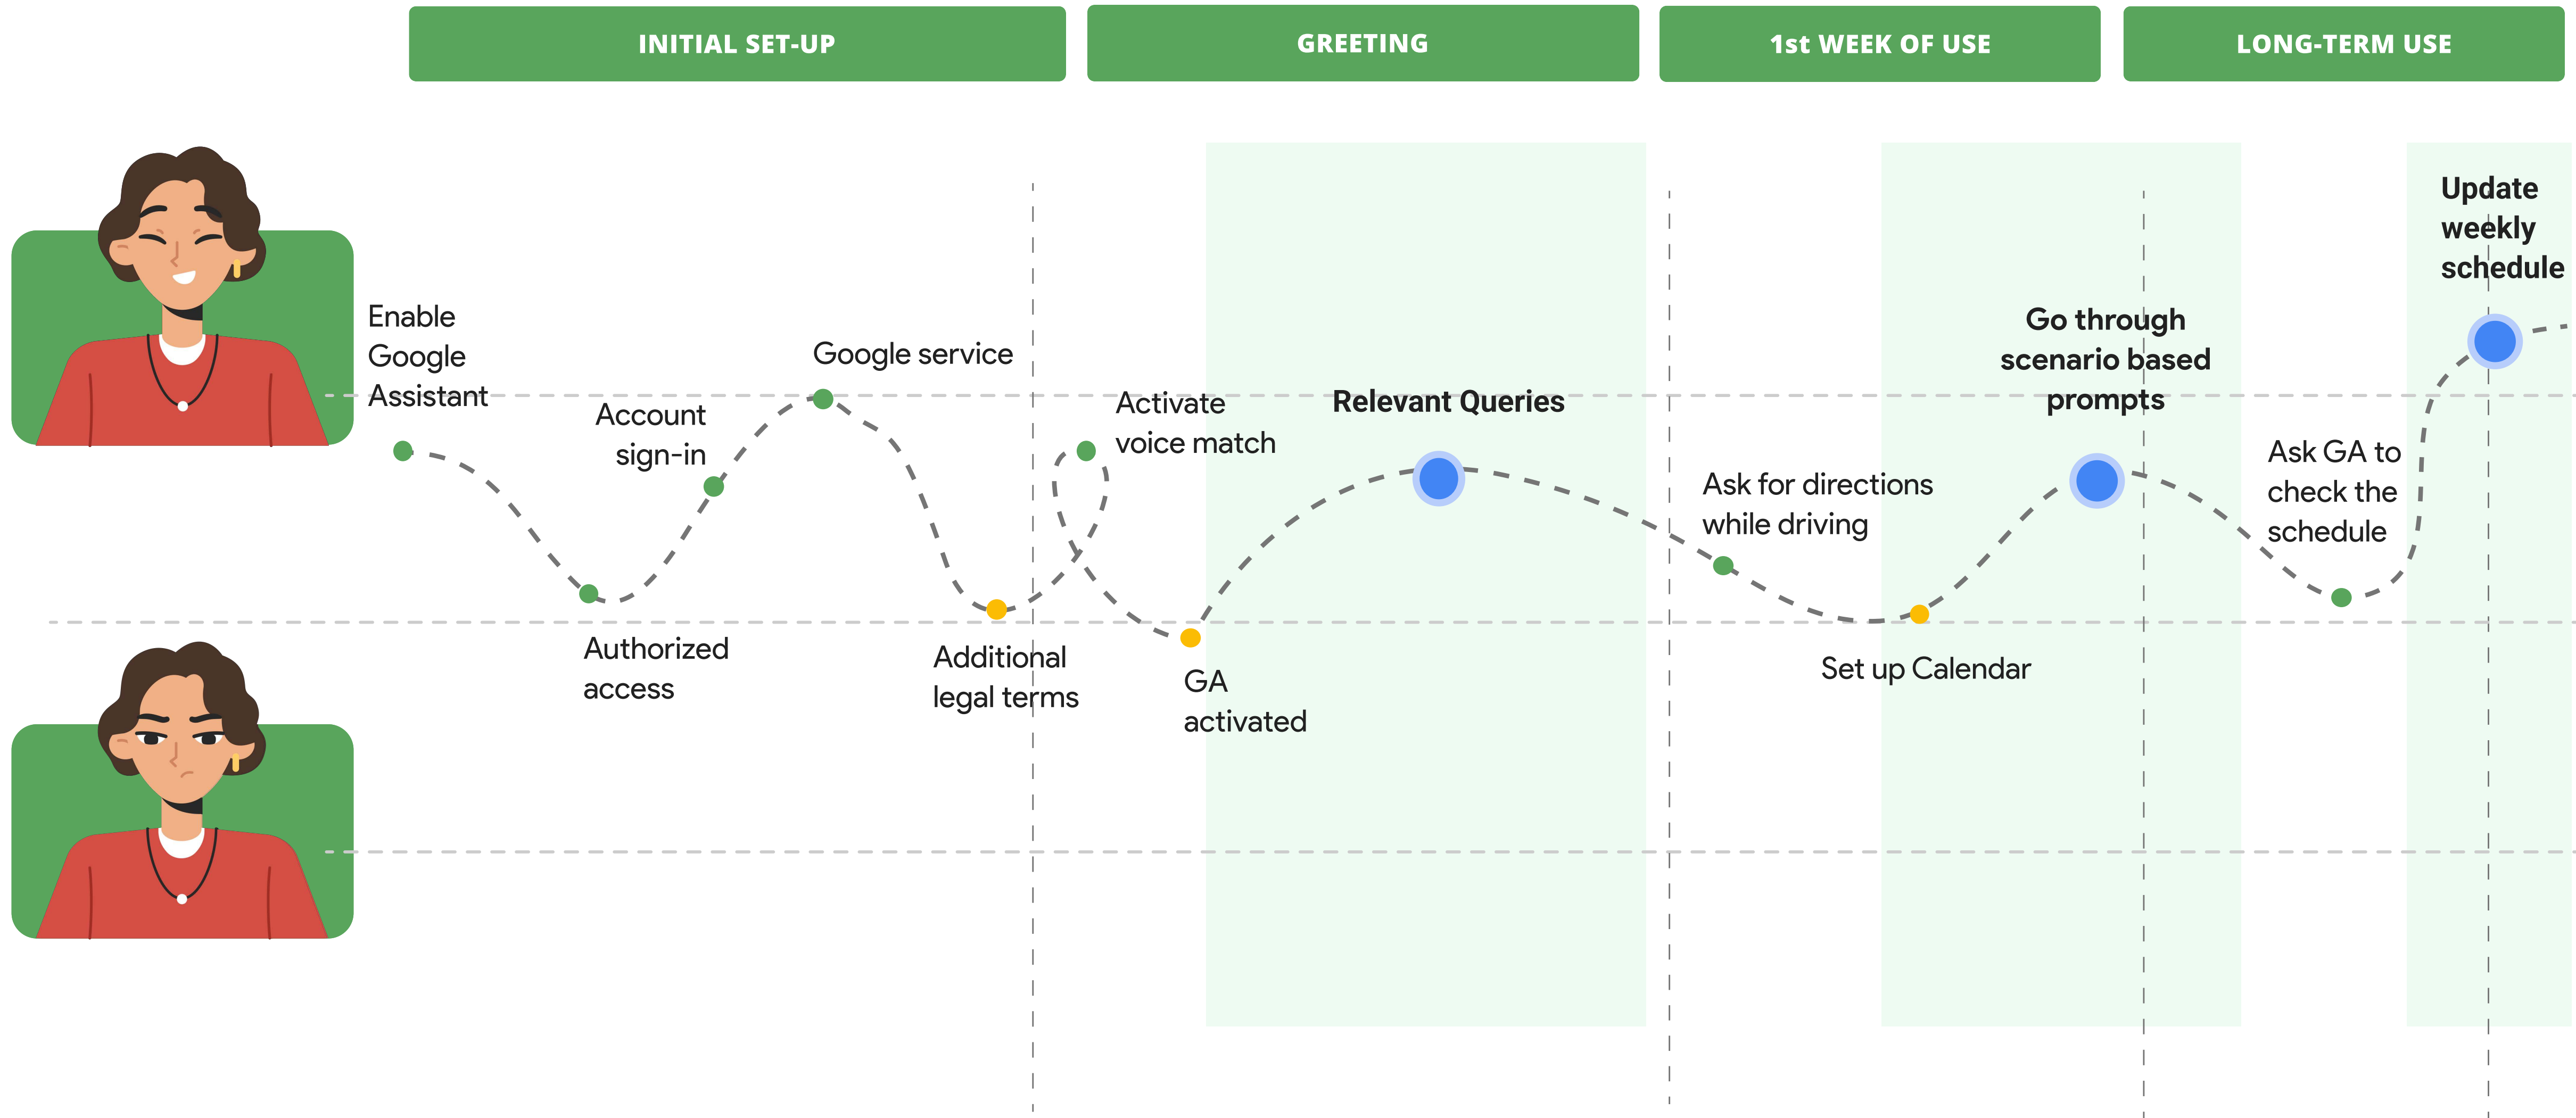 INITIAL SET-UP
GREETING
1st WEEK OF USE
LONG-TERM USE
Enable
Google
Assistant
Authorized
access
Account
sign-in
Google service
Additional
legal terms
Activate
voice match
GA
activated
Relevant Queries
Ask for directions
while driving
Set up Calendar
Go through
scenario based
prompts
Ask GA to
check the
schedule
Update
weekly
schedule